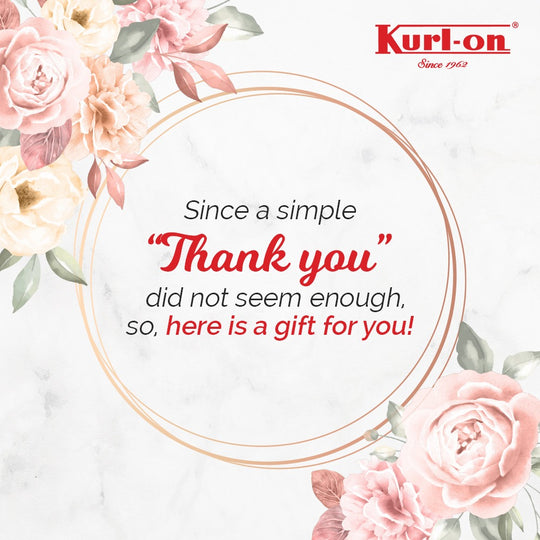 Kurl-on®
Since 1962
Since a simple
“Thank you”
did not seem enough,
so, here is a gift for you!